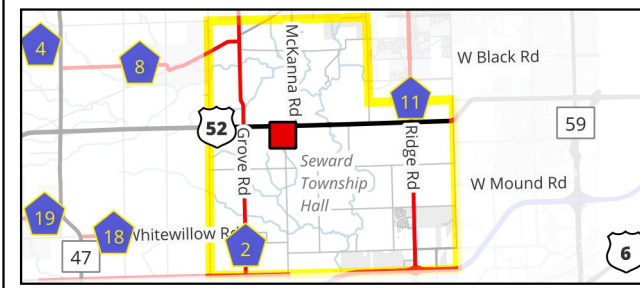 4
8
McKanna Rd
W Black Rd
11
52
59
Grove Rd
Ridge Rd
Seward
Township
Hall
W Mound Rd
19
18
Whitewillow Rd
2
47
6